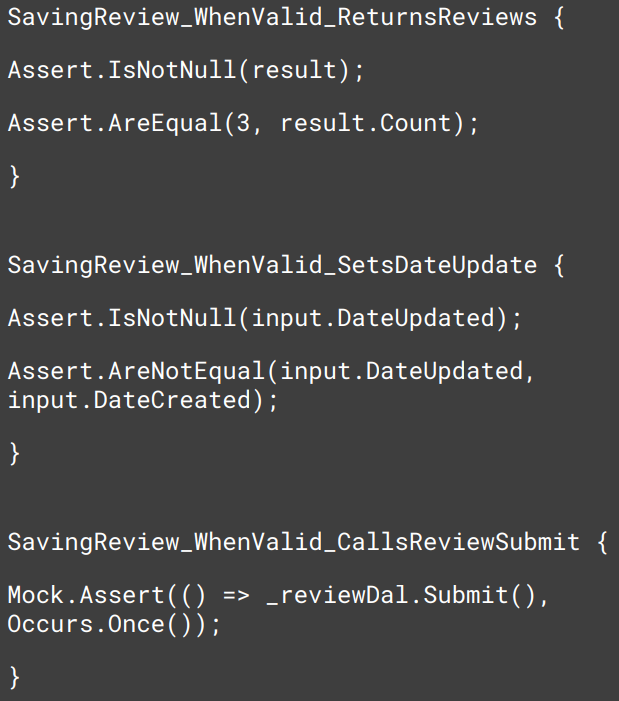 SavingReview_WhenValid_ReturnsReviews {
Assert.IsNotNull(result);
Assert.AreEqual(3, result.Count);
}
SavingReview_WhenValid_SetsDateUpdate {
Assert.IsNotNull(input.DateUpdated);
Assert.AreNotEqual(input.DateUpdated,
input.DateCreated);
}
SavingReview_WhenValid_CallsReviewSubmit {
Mock.Assert(() => _reviewDal.Submit(),
Occurs.Once());
}